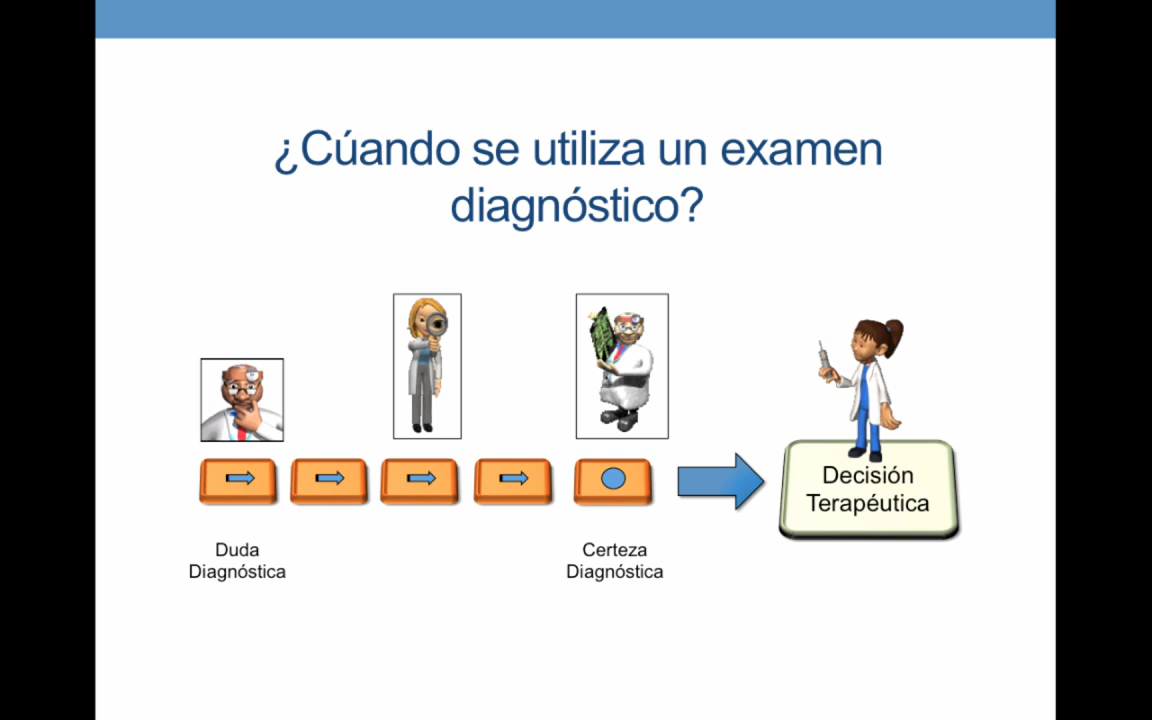 ¿Cúando se utiliza un examen
diagnóstico?
Decisión
Terapéutica
Duda
Diagnóstica
Certeza
Diagnóstica